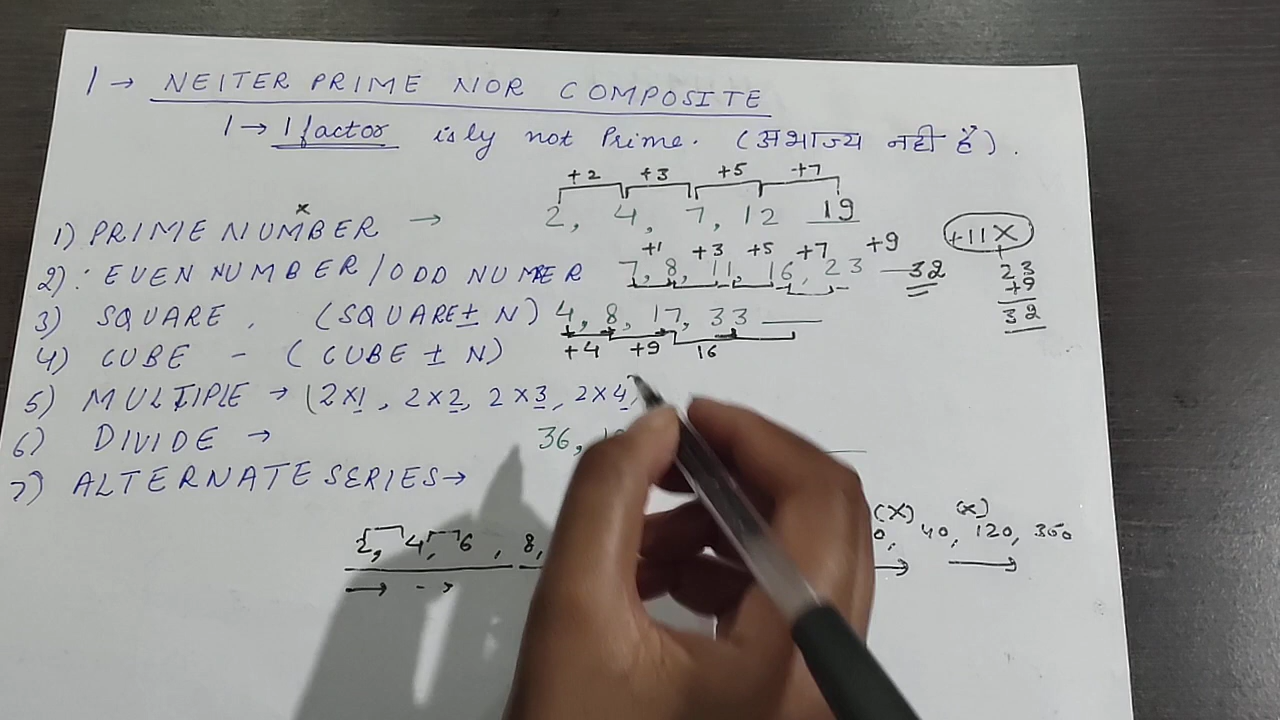 1 → NEITER PRIME NOR COMPOSITE
1 → 1 factor is ly not Prime. (अभाज्य नहीं है).
+2 +3 +5 +7
1) PRIME NUMBER → 2, 4, 7, 12 19
x
+1 +3 +5 +7 +9 +11 X
2) : EVEN NUMBER / ODD NUMBER 7, 8, 11, 16, 23 32
23
+9
32
3) SQUARE. (SQUARE ± N) 4, 8, 17, 33
+4 +9 16
4) CUBE - (CUBE ± N)
5) MULTIPLE → (2×1, 2×2, 2×3, 2×4)
6) DIVIDE → 36,
7) ALTERNATE SERIES →
(X) (x)
2, 4, 6, 8, 0, 40, 120, 360